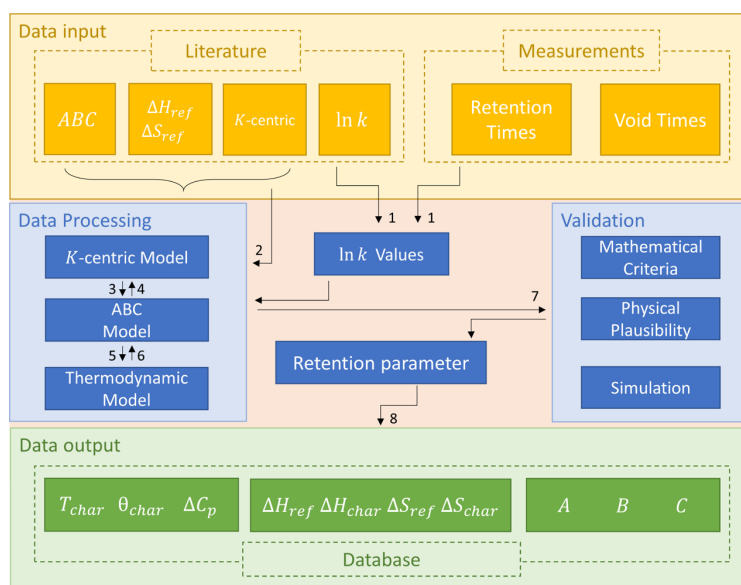 Data input
Literature
Measurements
ABC
ΔH_ref
ΔS_ref
K-centric
ln k
Retention
Times
Void Times
1
1
Data Processing
2
ln k Values
Validation
K-centric Model
Mathematical
Criteria
3
4
7
ABC
Model
Physical
Plausibility
5
6
Retention parameter
Thermodynamic
Model
Simulation
8
Data output
T_char θ_char ΔC_p
ΔH_ref ΔH_char ΔS_ref ΔS_char
A B C
Database